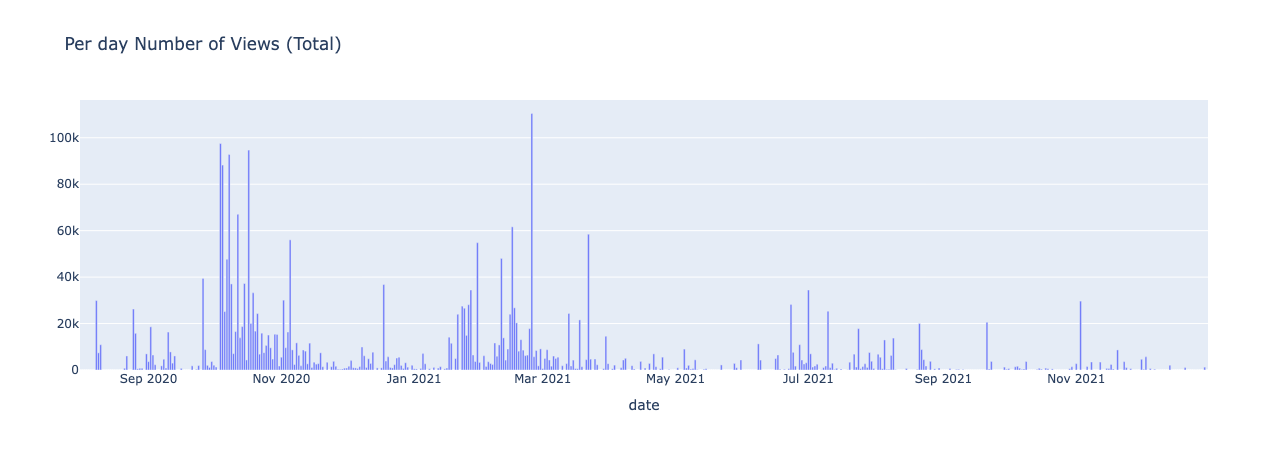 Per day Number of Views (Total)
100k
80k
60k
40k
20k
0
Sep 2020 Nov 2020 Jan 2021 Mar 2021 May 2021 Jul 2021 Sep 2021 Nov 2021
date